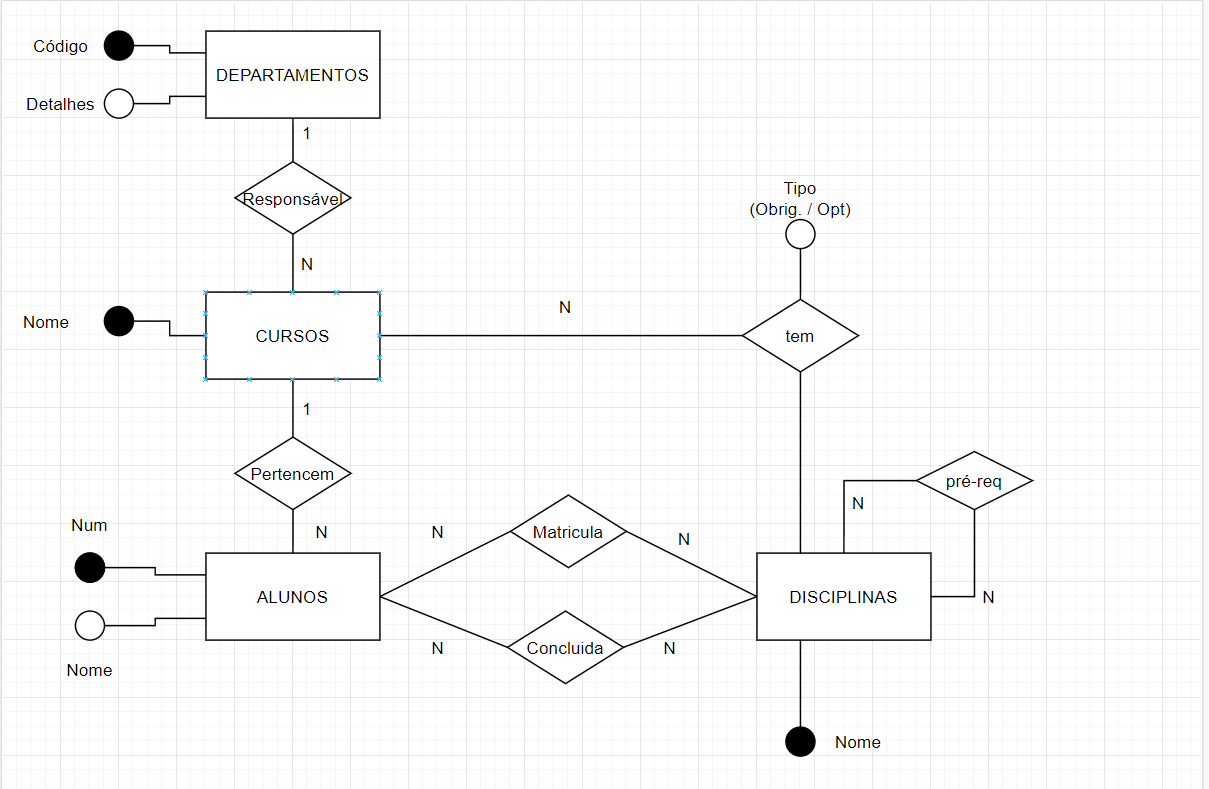 Código
DEPARTAMENTOS
Detalhes
1
Responsável
Tipo
(Obrig. / Opt)
N
N
Nome
CURSOS
tem
1
Pertencem
pré-req
N
Num
N
N
Matricula
N
ALUNOS
DISCIPLINAS
N
Nome
N
Concluida
N
Nome